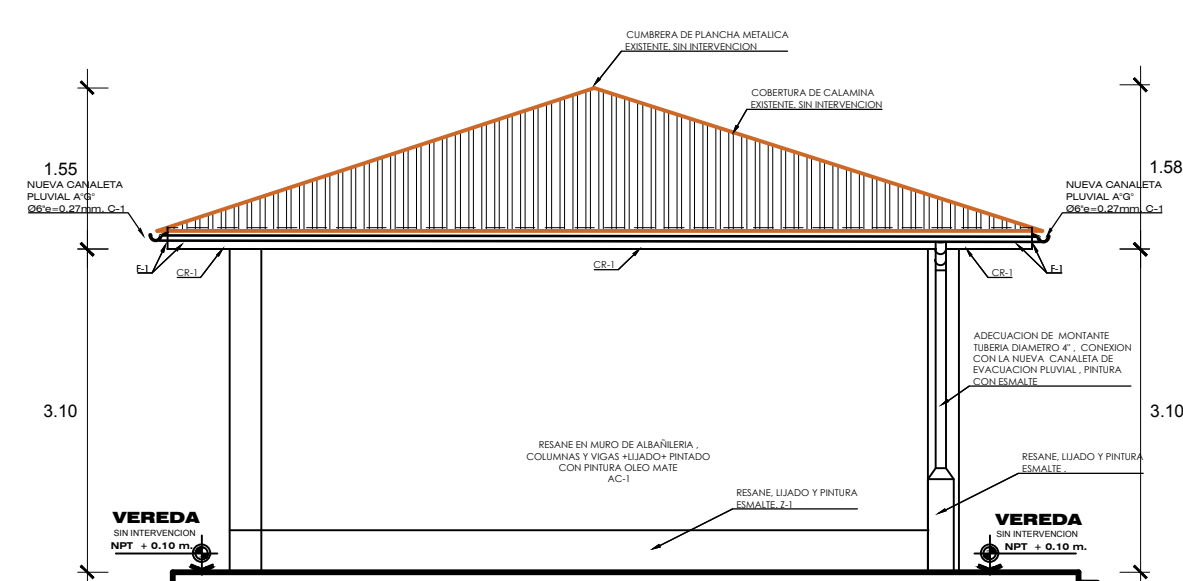 CUMBRERA DE PLANCHA METALICA
EXISTENTE, SIN INTERVENCION
COBERTURA DE CALAMINA
EXISTENTE, SIN INTERVENCION
1.55
1.58
NUEVA CANALETA
PLUVIAL A°G°
Ø6"e=0.27mm. C-1
NUEVA CANALETA
PLUVIAL A°G°
Ø6"e=0.27mm. C-1
F-1
CR-1
CR-1
CR-1
F-1
ADECUACION DE MONTANTE
TUBERIA DIAMETRO 4" , CONEXION
CON LA NUEVA CANALETA DE
EVACUACION PLUVIAL , PINTURA
CON ESMALTE
3.10
3.10
RESANE EN MURO DE ALBAÑILERIA ,
COLUMNAS Y VIGAS +LIJADO+ PINTADO
CON PINTURA OLEO MATE
AC-1
RESANE, LIJADO Y PINTURA
ESMALTE .
RESANE, LIJADO Y PINTURA
ESMALTE, Z-1
VEREDA
SIN INTERVENCION
NPT + 0.10 m.
VEREDA
SIN INTERVENCION
NPT + 0.10 m.